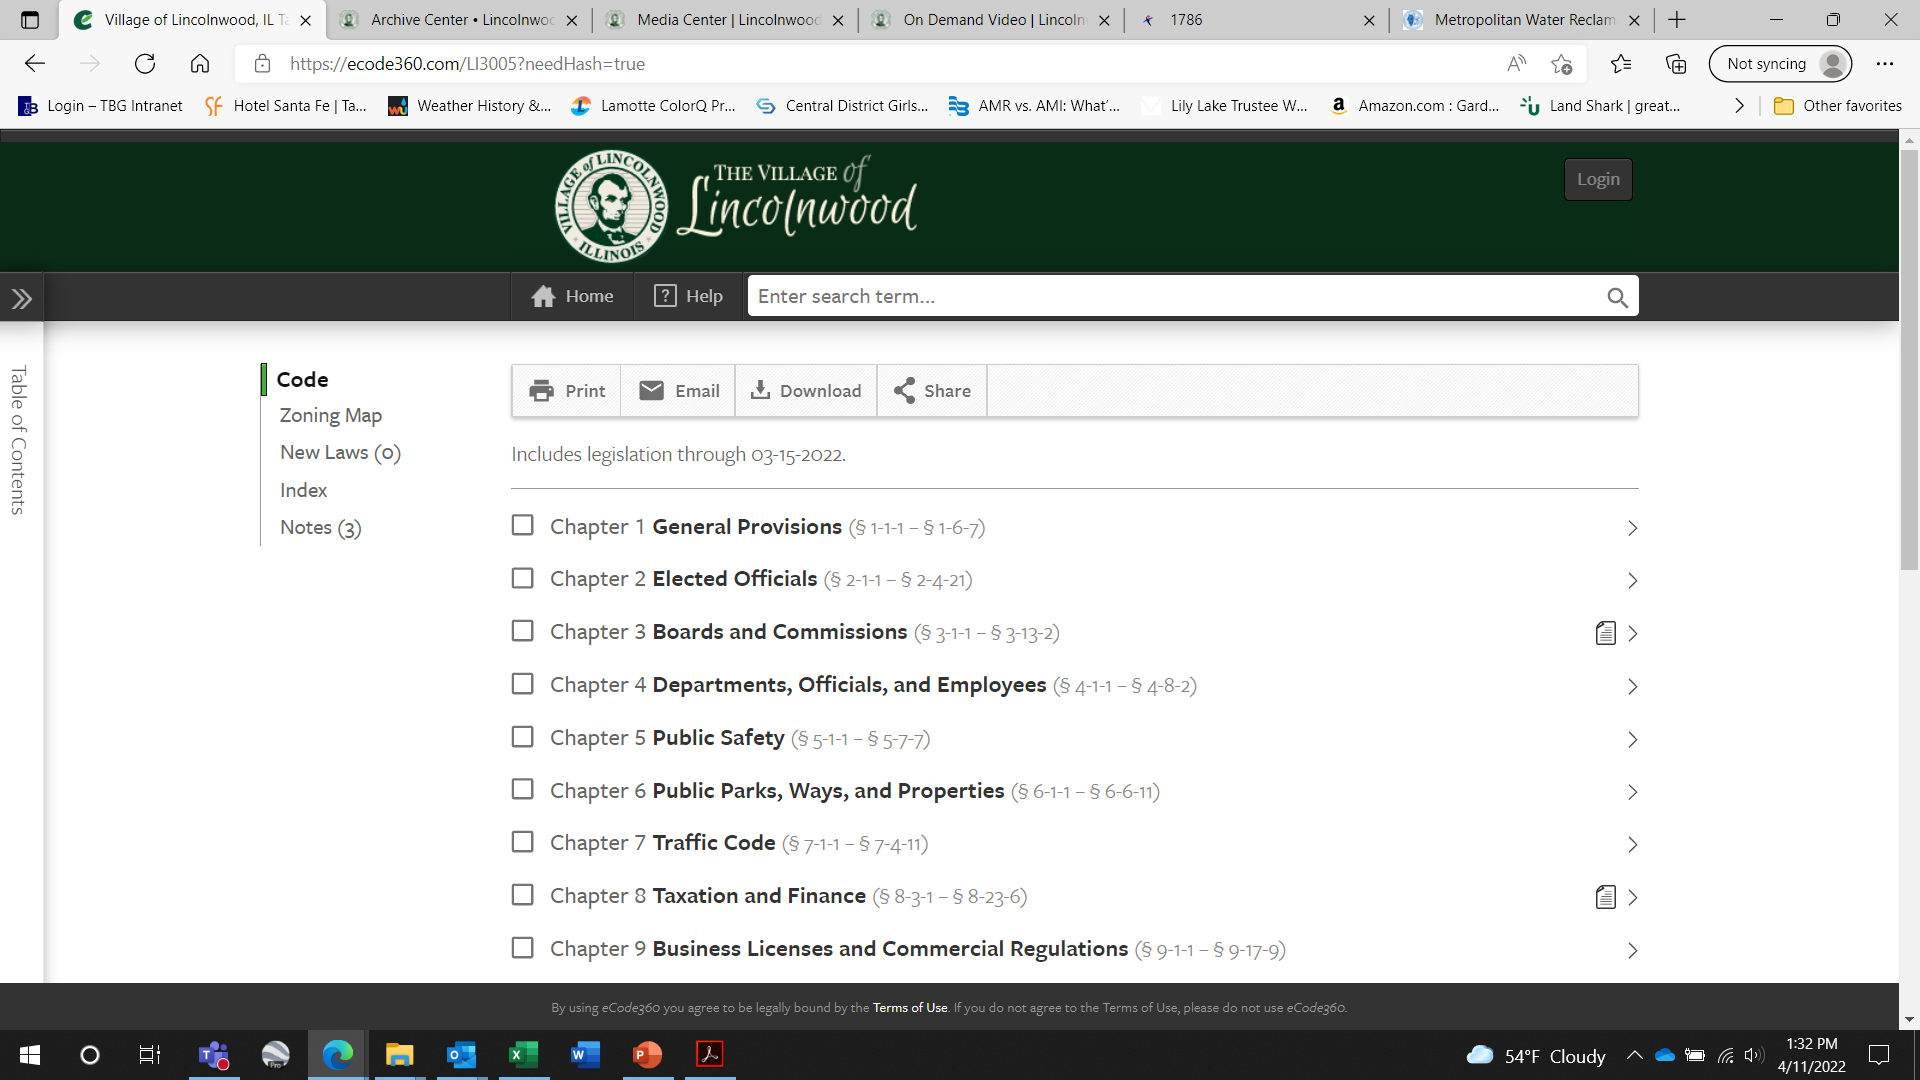 Village of Lincolnwood, IL Ta
Archive Center • Lincolnwoo
Media Center | Lincolnwood
On Demand Video | Lincoln
1786
Metropolitan Water Reclam
https://ecode360.com/LI3005?needHash=true
Not syncing
Login – TBG Intranet
Hotel Santa Fe | Ta...
Weather History &...
Lamotte ColorQ Pr...
Central District Girls...
AMR vs. AMI: What'...
Lily Lake Trustee W...
Amazon.com : Gard...
Land Shark | great...
Other favorites
VILLAGE of LINCOLNWOOD
ILLINOIS
THE VILLAGE of
Lincolnwood
Login
Home
Help
Enter search term...
Table of Contents
Code
Zoning Map
New Laws (0)
Index
Notes (3)
Print
Email
Download
Share
Includes legislation through 03-15-2022.
Chapter 1 General Provisions (§ 1-1-1 – § 1-6-7)
Chapter 2 Elected Officials (§ 2-1-1 – § 2-4-21)
Chapter 3 Boards and Commissions (§ 3-1-1 – § 3-13-2)
Chapter 4 Departments, Officials, and Employees (§ 4-1-1 – § 4-8-2)
Chapter 5 Public Safety (§ 5-1-1 – § 5-7-7)
Chapter 6 Public Parks, Ways, and Properties (§ 6-1-1 – § 6-6-11)
Chapter 7 Traffic Code (§ 7-1-1 – § 7-4-11)
Chapter 8 Taxation and Finance (§ 8-3-1 – § 8-23-6)
Chapter 9 Business Licenses and Commercial Regulations (§ 9-1-1 – § 9-17-9)
By using eCode360 you agree to be legally bound by the Terms of Use. If you do not agree to the Terms of Use, please do not use eCode360.
54°F Cloudy
1:32 PM
4/11/2022